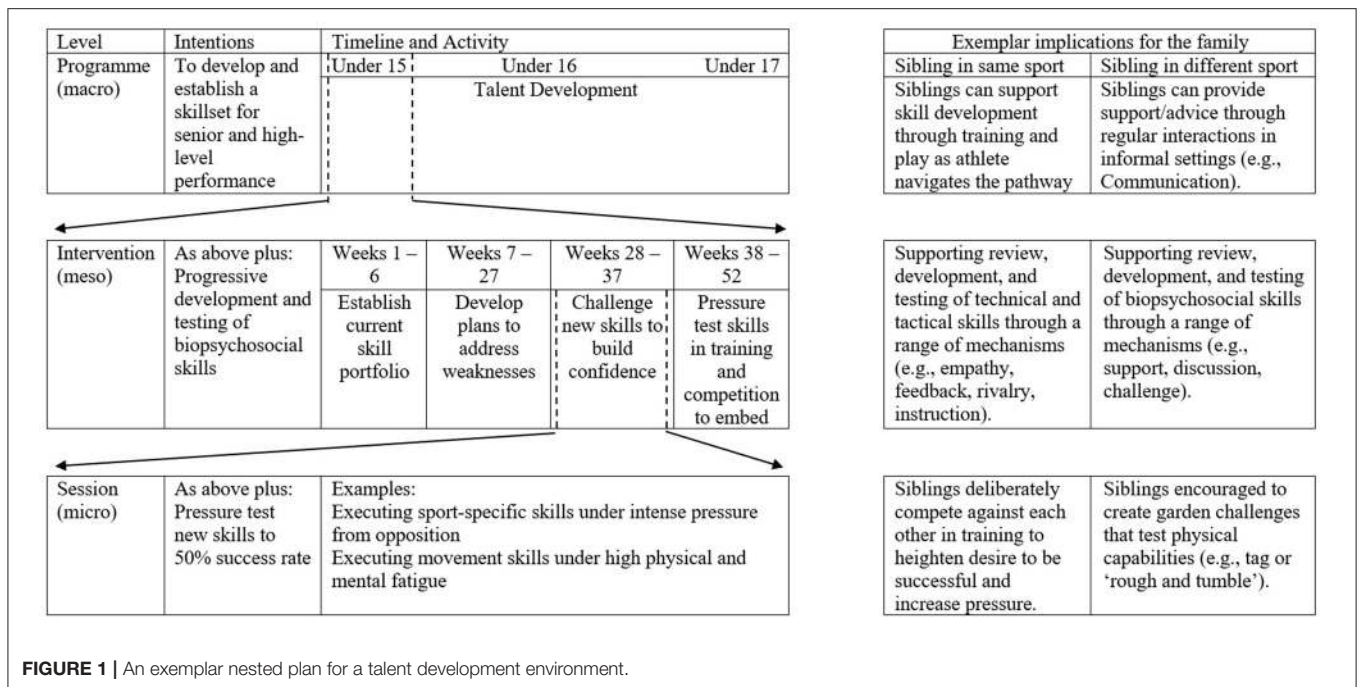 Level Intentions Timeline and Activity
Programme (macro)
To develop and
establish a
skillset for
senior and high-
level
performance
Under 15 Under 16 Under 17
Talent Development
Exemplar implications for the family
Sibling in same sport Sibling in different sport
Siblings can support
skill development
through training and
play as athlete
navigates the pathway
Siblings can provide
support/advice through
regular interactions in
informal settings (e.g.,
Communication).
Intervention
(meso)
As above plus:
Progressive
development and
testing of
biopsychosocial
skills
Weeks 1 –
6
Establish
current
skill
portfolio
Weeks 7 –
27
Develop
plans to
address
weaknesses
Weeks 28 –
37
Challenge
new skills to
build
confidence
Weeks 38 –
52
Pressure
test skills
in training
and
competition
to embed
Supporting review,
development, and
testing of technical and
tactical skills through a
range of mechanisms
(e.g., empathy,
feedback, rivalry,
instruction).
Supporting review,
development, and testing
of biopsychosocial skills
through a range of
mechanisms (e.g.,
support, discussion,
challenge).
Session
(micro)
As above plus:
Pressure test
new skills to
50% success rate
Examples:
Executing sport-specific skills under intense pressure
from opposition
Executing movement skills under high physical and
mental fatigue
Siblings deliberately
compete against each
other in training to
heighten desire to be
successful and
increase pressure.
Siblings encouraged to
create garden challenges
that test physical
capabilities (e.g., tag or
‘rough and tumble’).
FIGURE 1 | An exemplar nested plan for a talent development environment.